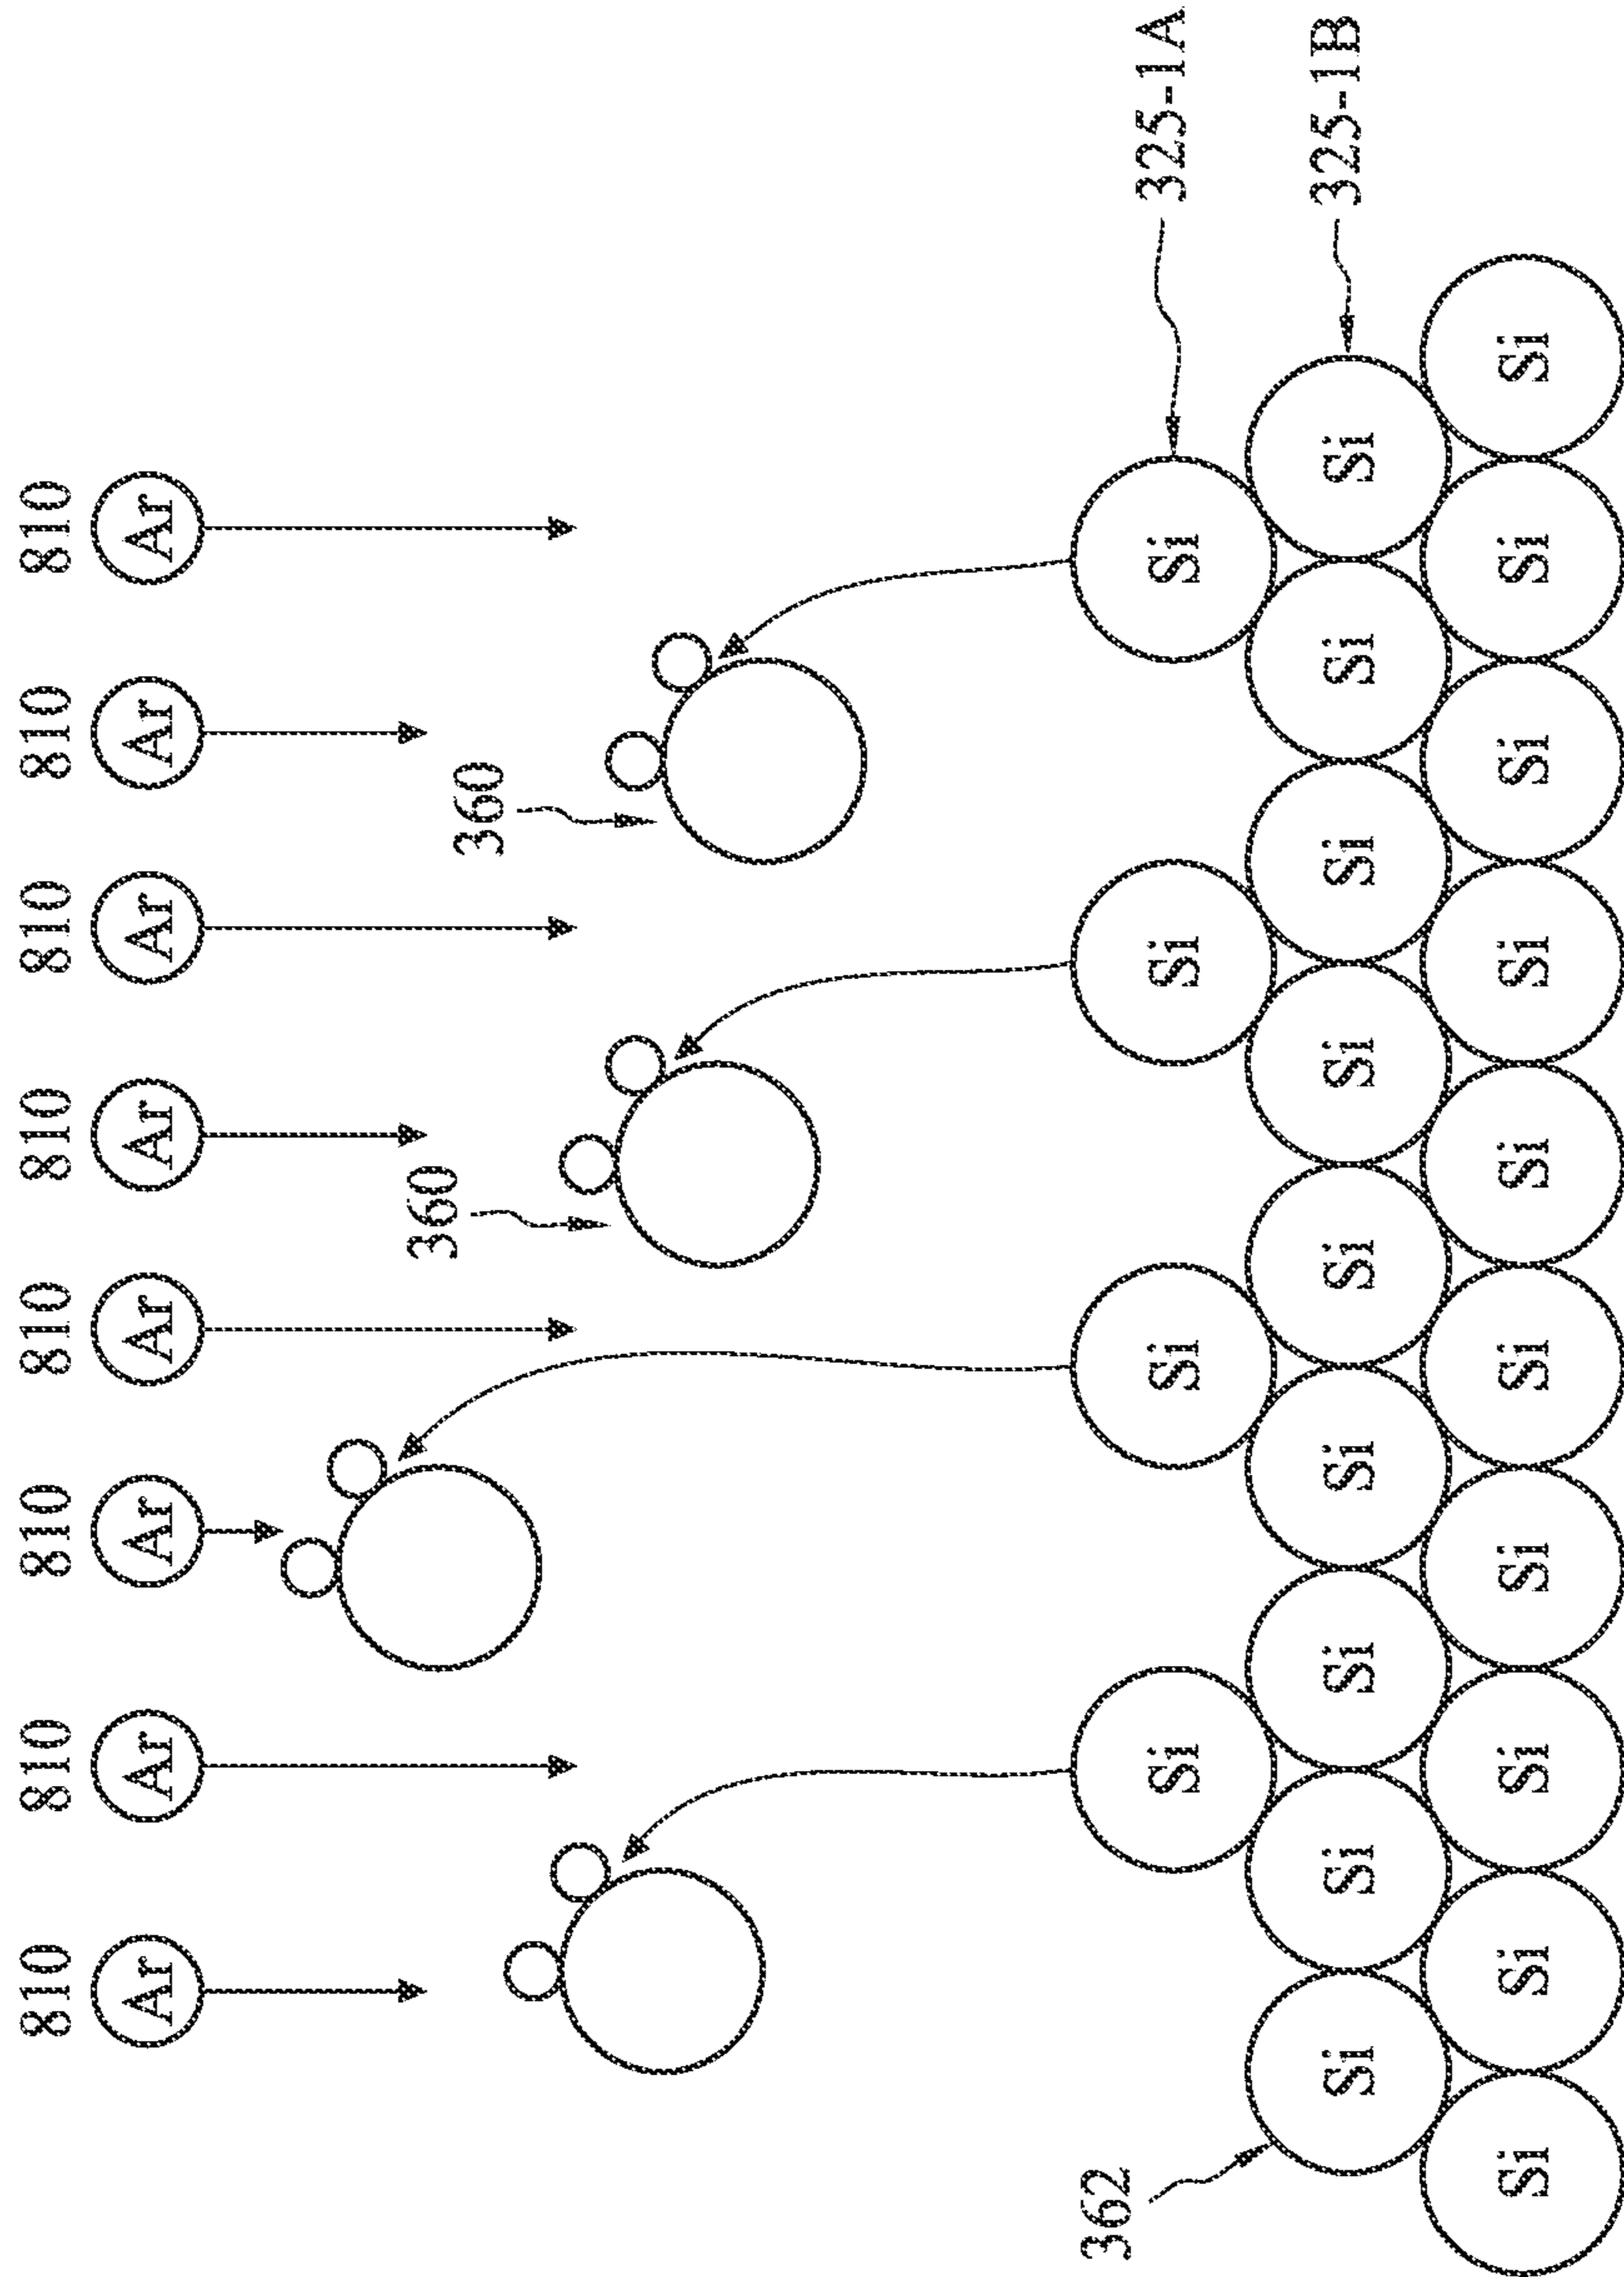 810 810 810 810 810 810 810 810
Ar Ar Ar Ar Ar Ar Ar Ar
360
360
362
Si Si Si Si 325-1A
Si Si Si Si Si Si Si Si Si 325-1B
Si Si Si Si Si Si Si Si Si Si